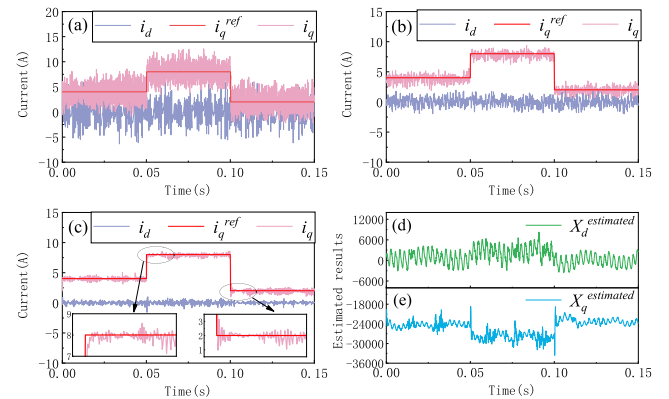 (a)
i_d
i_q^ref
i_q
20
15
10
5
0
-5
-10
Current(A)
0.00
0.05
0.10
0.15
Time(s)
(b)
i_d
i_q^ref
i_q
15
10
5
0
5
10
Current(A)
0.00
0.05
0.10
0.15
Time(s)
(c)
i_d
i_q^ref
i_q
15
10
5
0
-5
-10
Current(A)
9
8
7
3
2
1
0.00
0.05
0.10
0.15
Time(s)
(d)
X_d^estimated
12000
6000
0
-6000
Estimated results
(e)
X_q^estimated
-18000
-24000
-30000
-36000
0.00
0.05
0.10
0.15
Time(s)